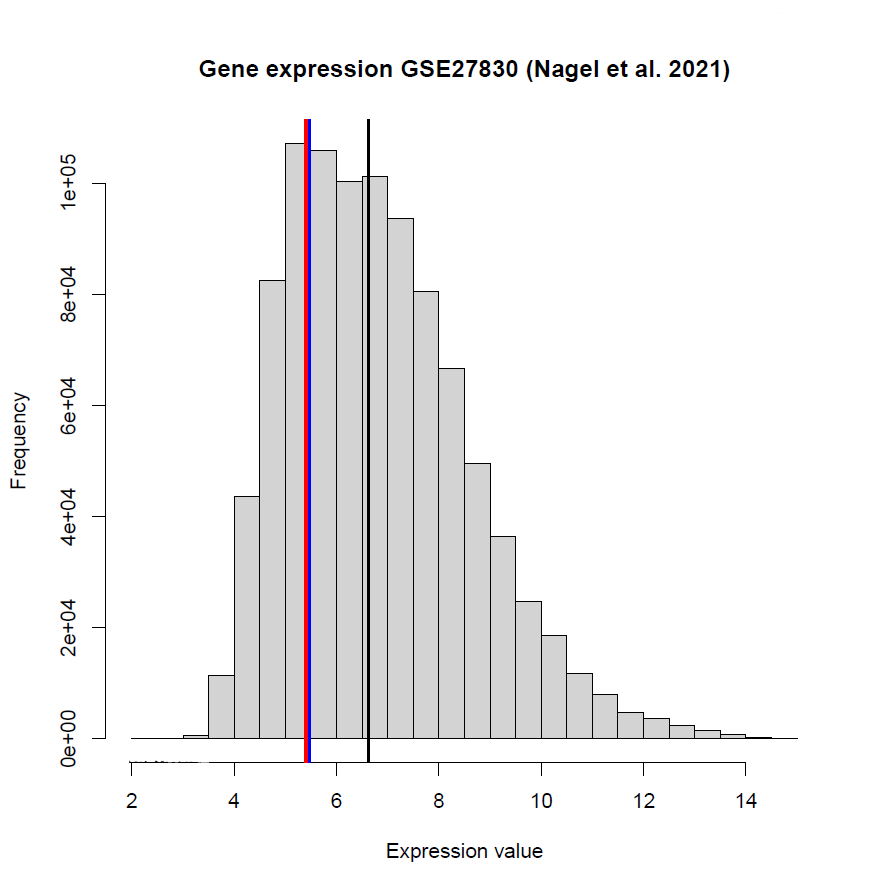 Gene expression GSE27830 (Nagel et al. 2021)
Frequency
1e+05
8e+04
6e+04
4e+04
2e+04
0e+00
2 4 6 8 10 12 14
Expression value